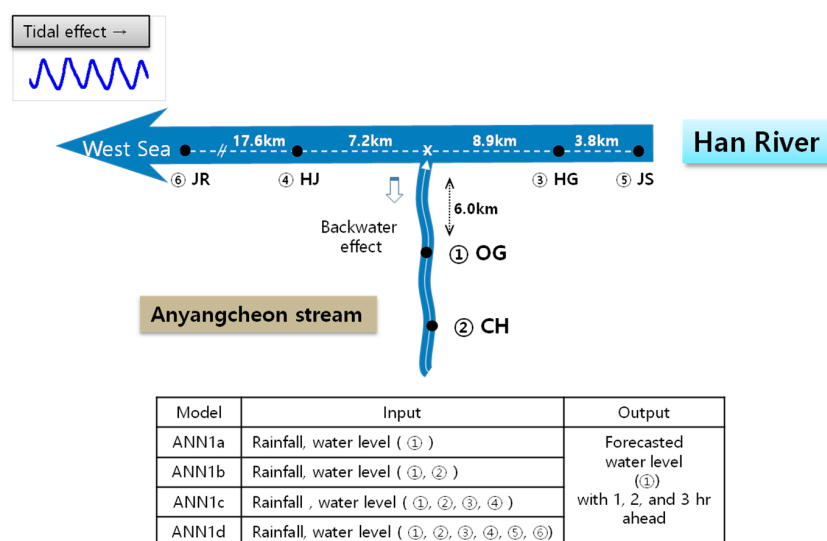 Tidal effect →
Han River
West Sea
17.6km
7.2km
x
8.9km
3.8km
⑥ JR
④ HJ
③ HG
⑤ JS
6.0km
Backwater
effect
① OG
Anyangcheon stream
② CH
Model Input Output
ANN1a Rainfall, water level ( ① )
ANN1b Rainfall, water level ( ①, ② )
ANN1c Rainfall , water level ( ①, ②, ③, ④ )
ANN1d Rainfall, water level ( ①, ②, ③, ④, ⑤, ⑥)
Forecasted
water level
(①)
with 1, 2, and 3 hr
ahead